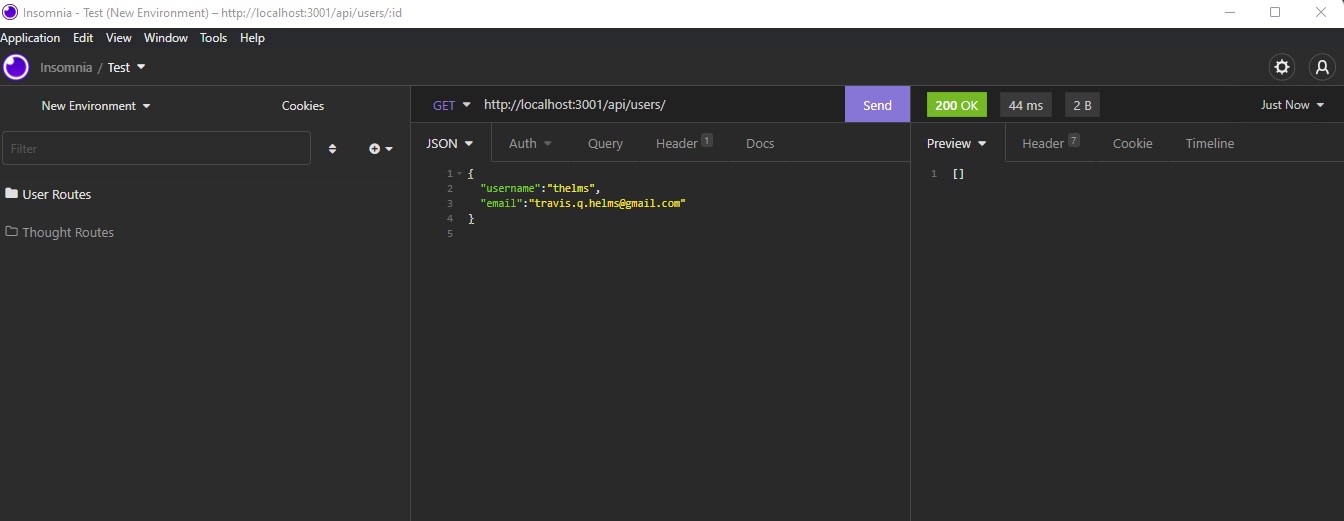 Insomnia - Test (New Environment) – http://localhost:3001/api/users/:id
Application Edit View Window Tools Help
Insomnia / Test
New Environment Cookies
GET http://localhost:3001/api/users/ Send
200 OK 44 ms 2 B Just Now
Filter
JSON Auth Query Header 1 Docs
Preview Header 7 Cookie Timeline
User Routes
Thought Routes
1 {
2 "username":"thelms",
3 "email":"travis.q.helms@gmail.com"
4 }
5
1 []